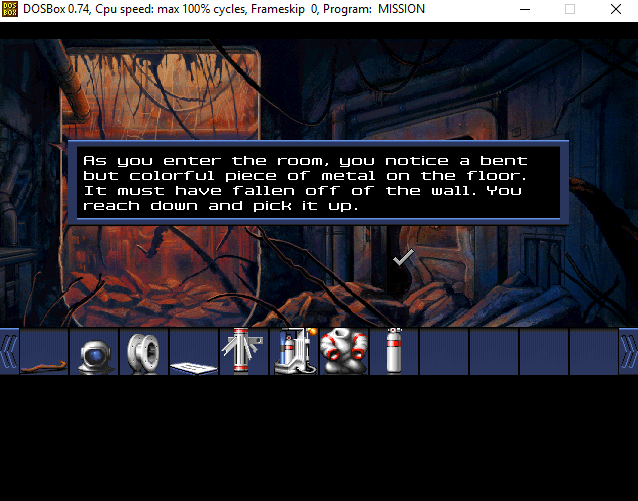 DOSBox 0.74, Cpu speed: max 100% cycles, Frameskip 0, Program: MISSION
As you enter the room, you notice a bent
but colorful piece of metal on the floor.
It must have fallen off of the wall. You
reach down and pick it up.